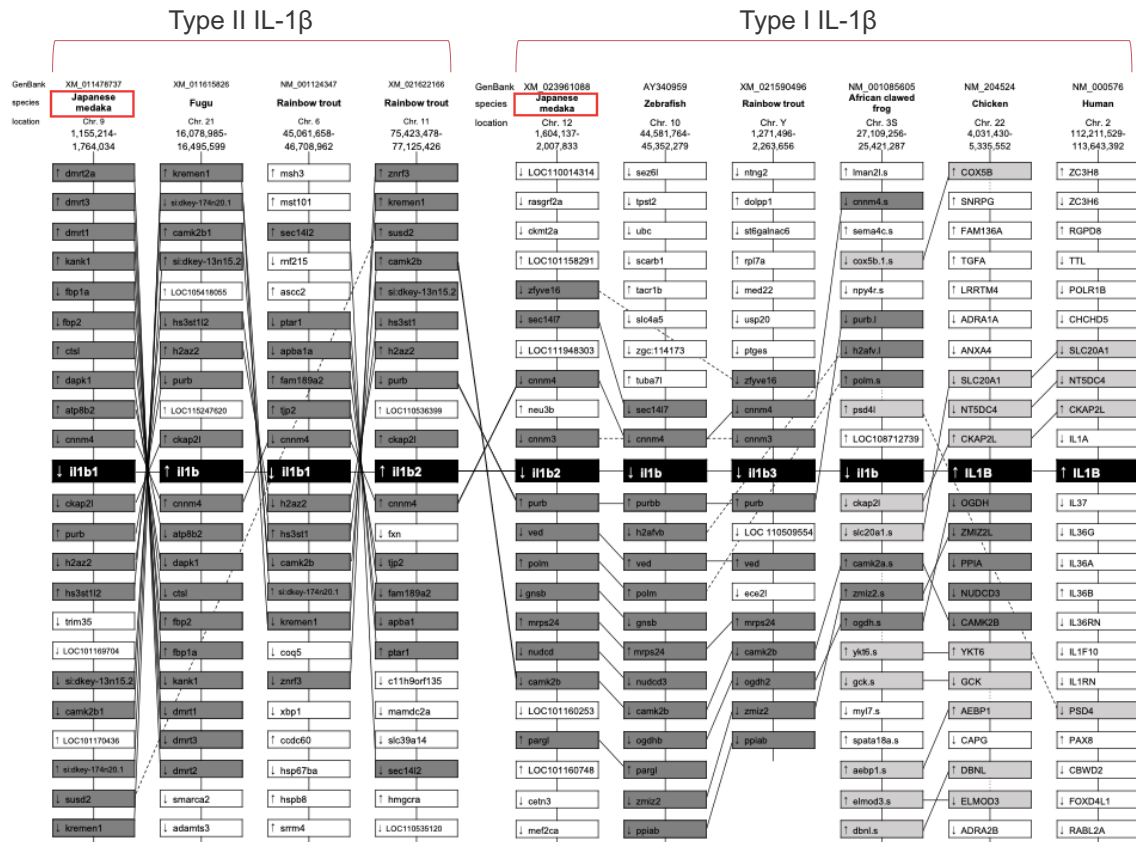 Type II IL-1β Type I IL-1β
GenBank XM_011478737 XM_011615826 NM_001124347 XM_021622166 GenBank XM_023961088 AY340959 XM_021590496 NM_001085605 NM_204524 NM_000576
species Japanese medaka Fugu Rainbow trout Rainbow trout species Japanese medaka Zebrafish Rainbow trout African clawed frog Chicken Human
location Chr. 9 Chr. 21 Chr. 6 Chr. 11 location Chr. 12 Chr. 10 Chr. Y Chr. 3S Chr. 22 Chr. 2
1,155,214- 16,078,985- 45,061,658- 75,423,478- 1,604,137- 44,581,764- 1,271,496- 27,109,256- 4,031,430- 112,211,529-
1,764,034 16,495,599 46,708,962 77,125,426 2,007,833 45,352,279 2,263,656 25,421,287 5,335,552 113,643,392
↑ dmrt2a ↑ kremen1 ↑ msh3 ↑ znrf3 ↓ LOC110014314 ↓ sez6l ↓ ntng2 ↑ lman2l.s ↑ COX5B ↑ ZC3H8
↑ dmrt3 ↓ si:dkey-174n20.1 ↑ mst101 ↑ kremen1 ↓ rasgrf2a ↓ tpst2 ↑ dolpp1 ↓ cnnm4.s ↑ SNRPG ↑ ZC3H6
↑ dmrt1 ↑ camk2b1 ↑ sec14l2 ↑ susd2 ↓ ckmt2a ↓ ubc ↓ st6galnac6 ↑ sema4c.s ↑ FAM136A ↑ RGPD8
↑ kank1 ↑ si:dkey-13n15.2 ↓ rnf215 ↓ camk2b ↑ LOC101158291 ↓ scarb1 ↑ rpl7a ↓ cox5b.1.s ↑ TGFA ↓ TTL
↓ fbp1a ↑ LOC105418055 ↑ ascc2 ↑ si:dkey-13n15.2 ↓ zfyve16 ↑ tacr1b ↓ med22 ↓ npy4r.s ↑ LRRTM4 ↓ POLR1B
↓ fbp2 ↓ hs3st1l2 ↓ ptar1 ↓ hs3st1 ↓ sec14l7 ↓ slc4a5 ↓ usp20 ↓ purb.l ↓ ADRA1A ↓ CHCHD5
↑ ctsl ↑ h2az2 ↓ apba1a ↑ h2az2 ↓ LOC111948303 ↓ zgc:114173 ↓ ptges ↓ h2afv.l ↓ ANXA4 ↓ SLC20A1
↑ dapk1 ↓ purb ↑ fam189a2 ↓ purb ↓ cnnm4 ↑ tuba7l ↓ zfyve16 ↑ polm.s ↓ SLC20A1 ↑ NT5DC4
↑ atp8b2 ↑ LOC115247620 ↑ tjp2 ↑ LOC110536399 ↑ neu3b ↓ sec14l7 ↓ cnnm4 ↑ psd4l ↓ NT5DC4 ↑ CKAP2L
↓ cnnm4 ↑ ckap2l ↓ cnnm4 ↑ ckap2l ↓ cnnm3 ↓ cnnm4 ↓ cnnm3 ↑ LOC108712739 ↑ CKAP2L ↓ IL1A
↓ il1b1 ↑ il1b ↓ il1b1 ↑ il1b2 ↓ il1b2 ↓ il1b ↓ il1b3 ↓ il1b ↑ IL1B ↑ IL1B
↓ ckap2l ↑ cnnm4 ↓ h2az2 ↑ cnnm4 ↑ purb ↑ purbb ↑ purb ↓ ckap2l ↓ OGDH ↓ IL37
↑ purb ↓ atp8b2 ↑ hs3st1 ↓ fxn ↓ ved ↓ h2afvb ↓ LOC 110509554 ↓ slc20a1.s ↓ ZMIZ2L ↓ IL36G
↓ h2az2 ↓ dapk1 ↓ camk2b ↓ tjp2 ↑ polm ↑ ved ↑ ved ↑ camk2a.s ↓ PPIA ↓ IL36A
↑ hs3st1l2 ↓ ctsl ↑ si:dkey-174n20.1 ↓ fam189a2 ↓gnsb ↑ polm ↓ ece2l ↑ zmiz2.s ↓ NUDCD3 ↑ IL36B
↓ trim35 ↑ fbp2 ↓ kremen1 ↑ apba1 ↑ mrps24 ↓ gnsb ↑ mrps24 ↑ ogdh.s ↓ CAMK2B ↓ IL36RN
↓ LOC101169704 ↑ fbp1a ↑ coq5 ↑ ptar1 ↓ nudcd ↑mrps24 ↓ camk2b ↑ ykt6.s ↑ YKT6 ↓ IL1F10
↓ si:dkey-13n15.2 ↓ kank1 ↓ znrf3 ↓ c11h9orf135 ↓ camk2b ↓ nudcd3 ↓ ogdh2 ↓ gck.s ↓ GCK ↓ IL1RN
↓ camk2b1 ↓ dmrt1 ↓ xbp1 ↓ mamdc2a ↓ LOC101160253 ↓ camk2b ↓ zmiz2 ↓ myl7.s ↑ AEBP1 ↓ PSD4
↑ LOC101170436 ↓ dmrt3 ↑ ccdc60 ↓ slc39a14 ↑ pargl ↓ ogdhb ↓ ppiab ↑ spata18a.s ↓ CAPG ↑ PAX8
↑ si:dkey-174n20.1 ↓ dmrt2 ↓ hsp67ba ↓ sec14l2 ↑ LOC101160748 ↑ pargl ↑ aebp1.s ↑ DBNL ↓ CBWD2
↓ susd2 ↓ smarca2 ↑ hspb8 ↑ hmgcra ↓ cetn3 ↓ zmiz2 ↑ elmod3.s ↓ ELMOD3 ↓ FOXD4L1
↓ kremen1 ↑ adamts3 ↑ srrm4 ↓ LOC110535120 ↓ mef2ca ↓ ppiab ↑ dbnl.s ↓ ADRA2B ↑ RABL2A